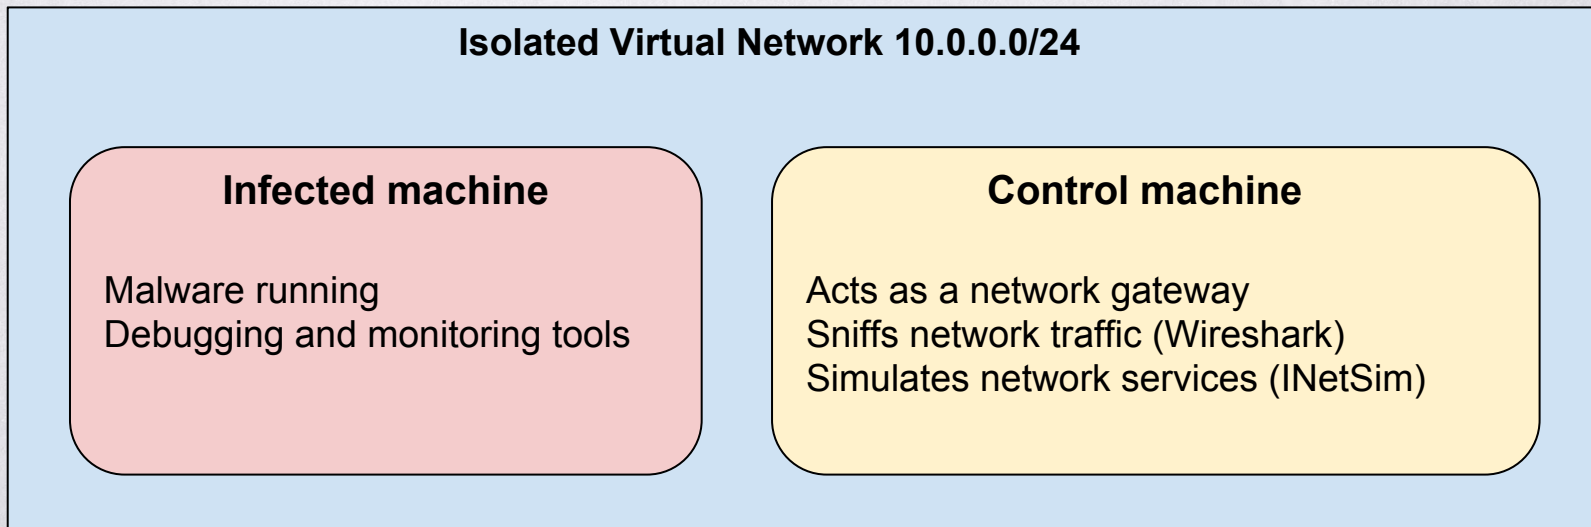 Isolated Virtual Network 10.0.0.0/24
Infected machine
Malware running
Debugging and monitoring tools
Control machine
Acts as a network gateway
Sniffs network traffic (Wireshark)
Simulates network services (INetSim)